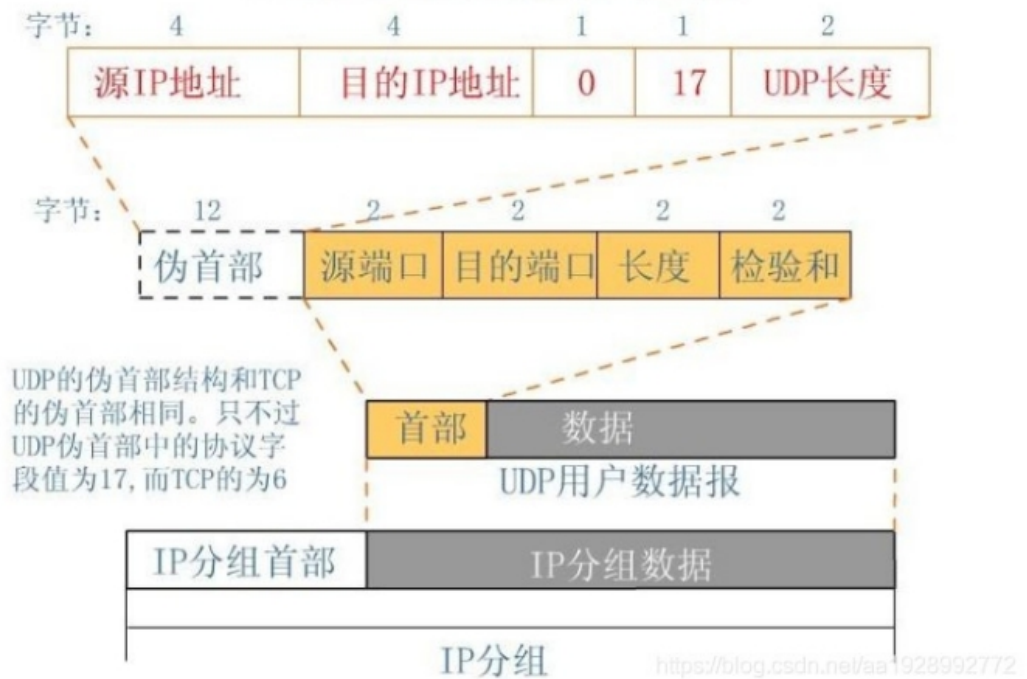 字节: 4 4 1 1 2
源IP地址 目的IP地址 0 17 UDP长度
字节: 12 2 2 2 2
伪首部 源端口 目的端口 长度 检验和
UDP的伪首部结构和TCP
的伪首部相同。只不过
UDP伪首部中的协议字
段值为17,而TCP的为6
首部 数据
UDP用户数据报
IP分组首部 IP分组数据
IP分组
https://blog.csdn.net/aa1928992772